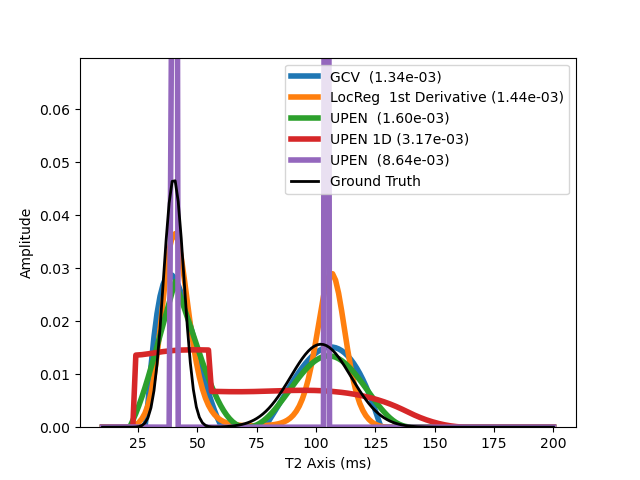 GCV  (1.34e-03)
LocReg  1st Derivative (1.44e-03)
UPEN  (1.60e-03)
UPEN 1D (3.17e-03)
UPEN  (8.64e-03)
Ground Truth
0.06
0.05
0.04
0.03
0.02
0.01
0.00
Amplitude
25 50 75 100 125 150 175 200
T2 Axis (ms)